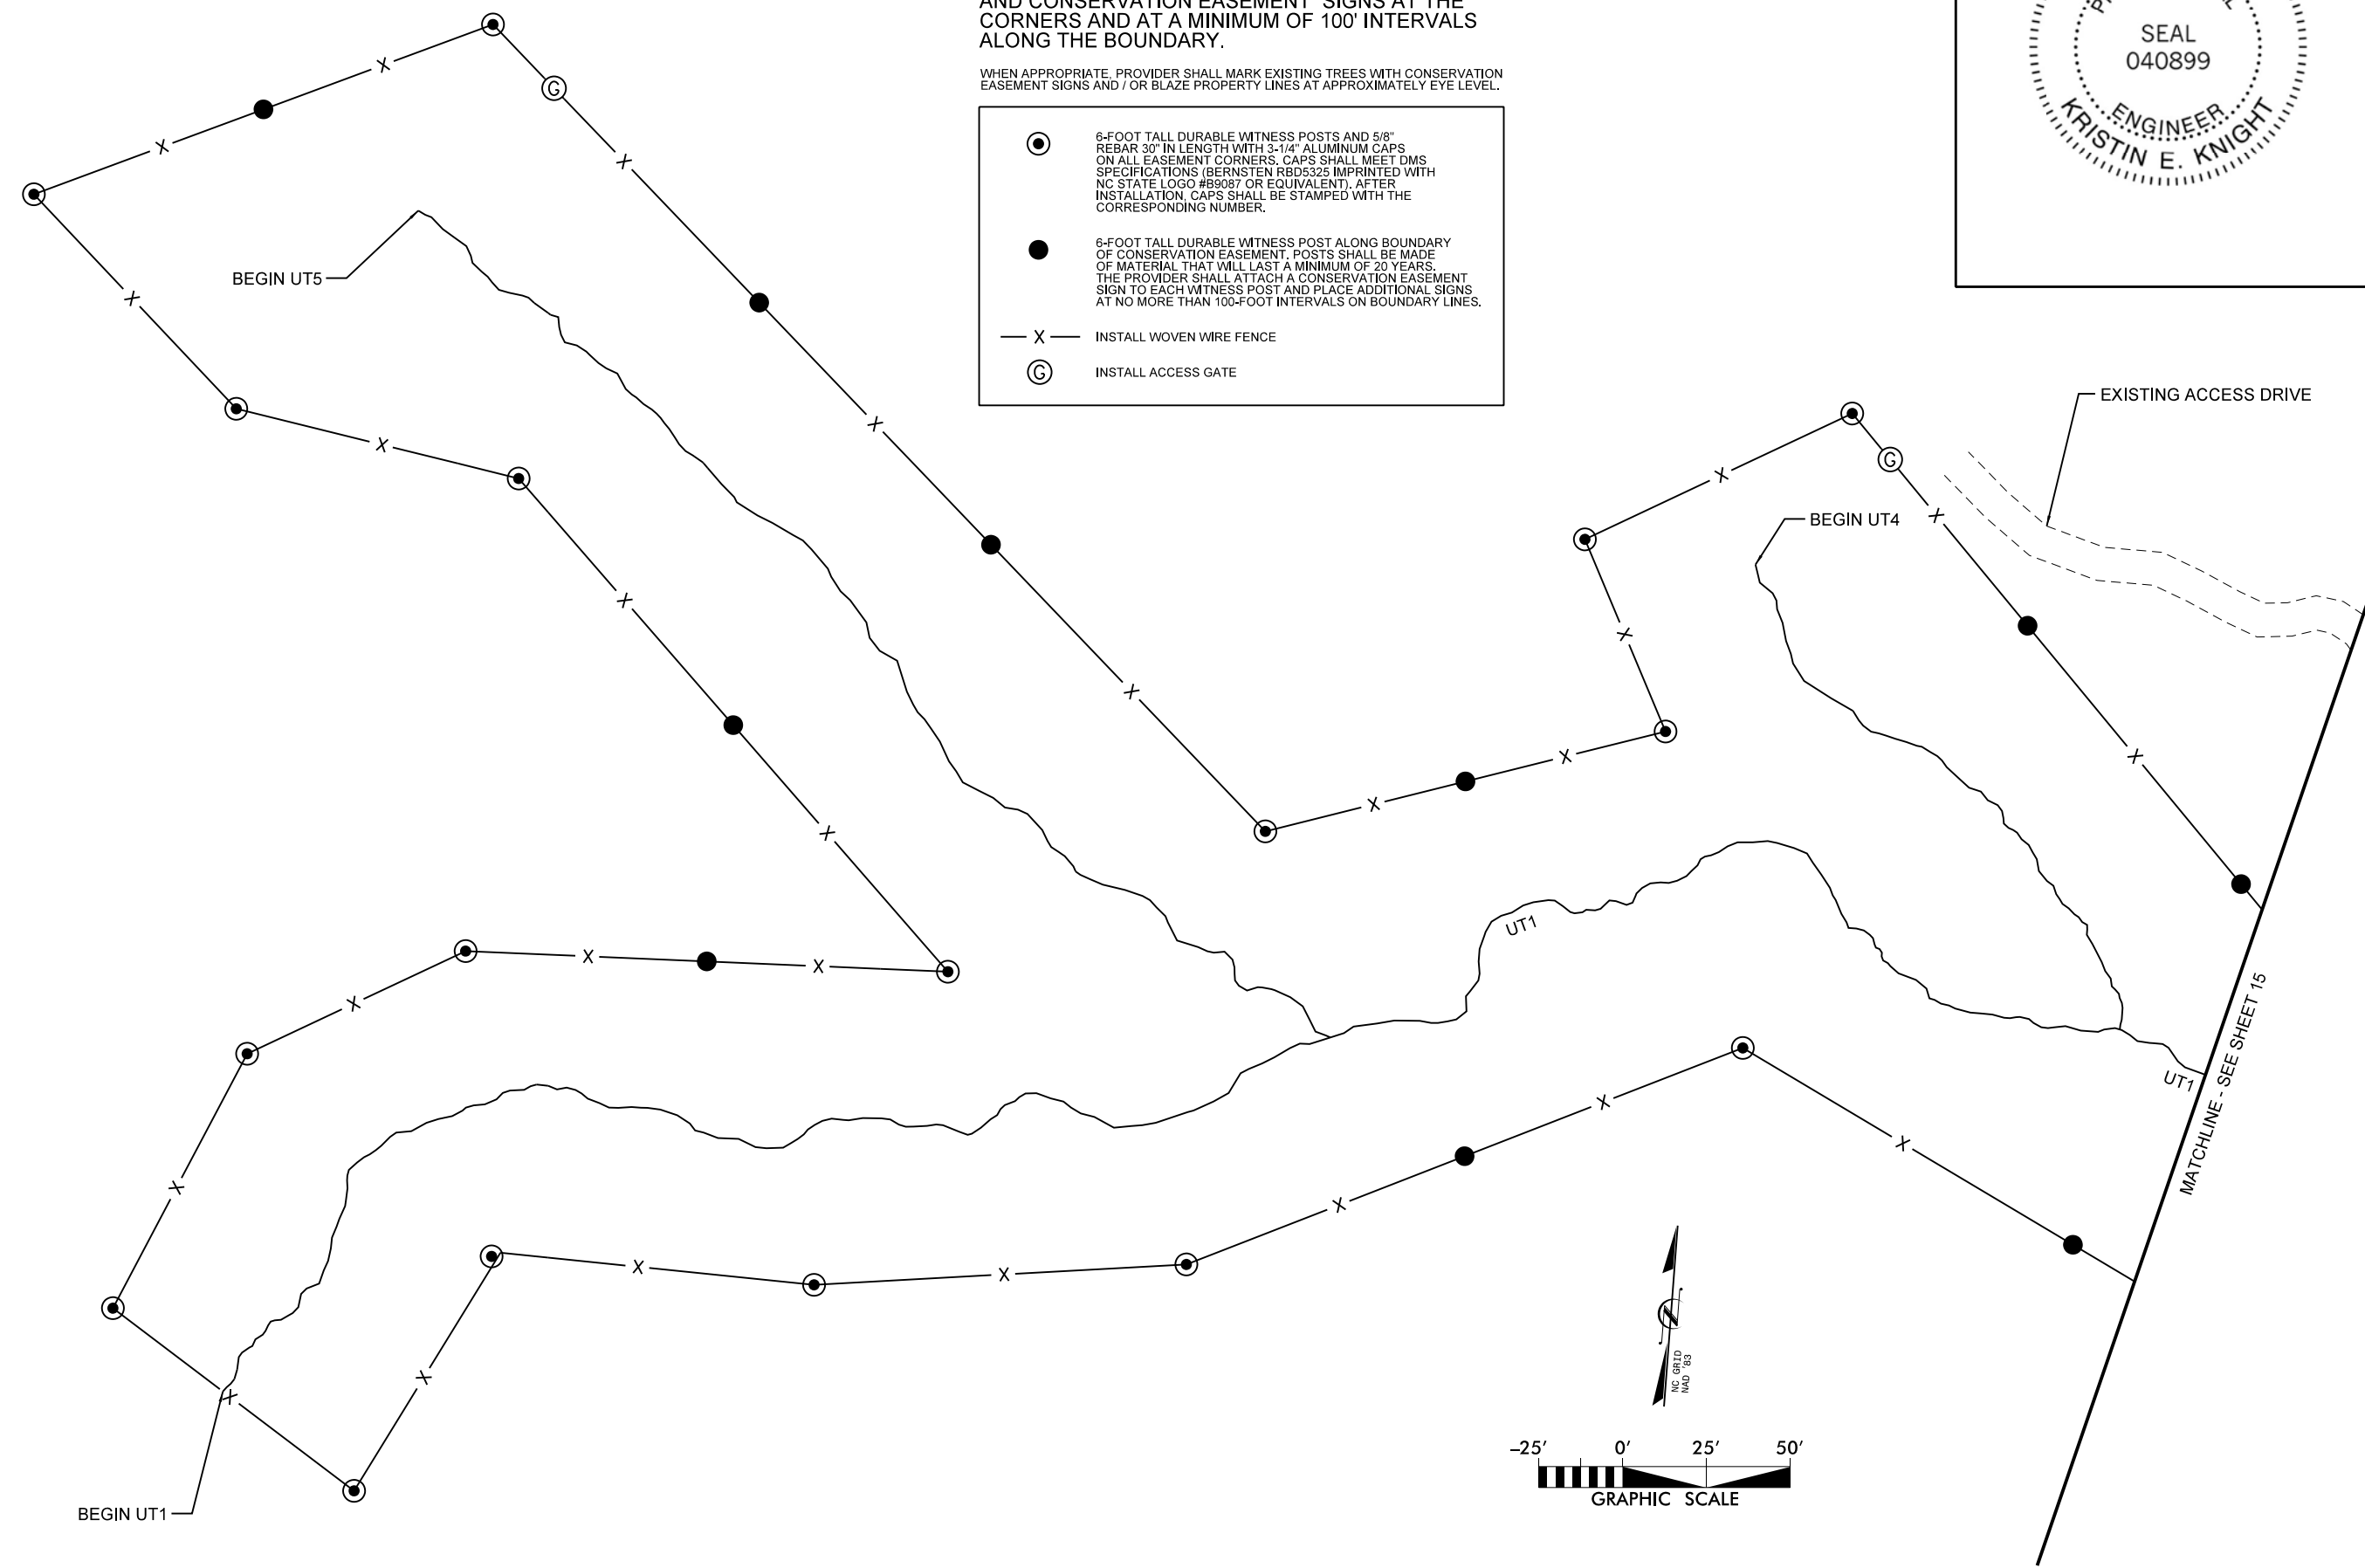 AND CONSERVATION EASEMENT SIGNS AT THE
CORNERS AND AT A MINIMUM OF 100' INTERVALS
ALONG THE BOUNDARY.
WHEN APPROPRIATE, PROVIDER SHALL MARK EXISTING TREES WITH CONSERVATION
EASEMENT SIGNS AND / OR BLAZE PROPERTY LINES AT APPROXIMATELY EYE LEVEL.
6-FOOT TALL DURABLE WITNESS POSTS AND 5/8"
REBAR 30" IN LENGTH WITH 3-1/4" ALUMINUM CAPS
ON ALL EASEMENT CORNERS. CAPS SHALL MEET DMS
SPECIFICATIONS (BERNSTEN RBD5325 IMPRINTED WITH
NC STATE LOGO #B9087 OR EQUIVALENT). AFTER
INSTALLATION, CAPS SHALL BE STAMPED WITH THE
CORRESPONDING NUMBER.
6-FOOT TALL DURABLE WITNESS POST ALONG BOUNDARY
OF CONSERVATION EASEMENT. POSTS SHALL BE MADE
OF MATERIAL THAT WILL LAST A MINIMUM OF 20 YEARS.
THE PROVIDER SHALL ATTACH A CONSERVATION EASEMENT
SIGN TO EACH WITNESS POST AND PLACE ADDITIONAL SIGNS
AT NO MORE THAN 100-FOOT INTERVALS ON BOUNDARY LINES.
X INSTALL WOVEN WIRE FENCE
G INSTALL ACCESS GATE
SEAL
040899
ENGINEER
KRISTIN E. KNIGHT
G
BEGIN UT5
EXISTING ACCESS DRIVE
G
BEGIN UT4
UT1
UT1
MATCHLINE - SEE SHEET 15
BEGIN UT1
N
NC GRID
NAD '83
-25' 0' 25' 50'
GRAPHIC SCALE